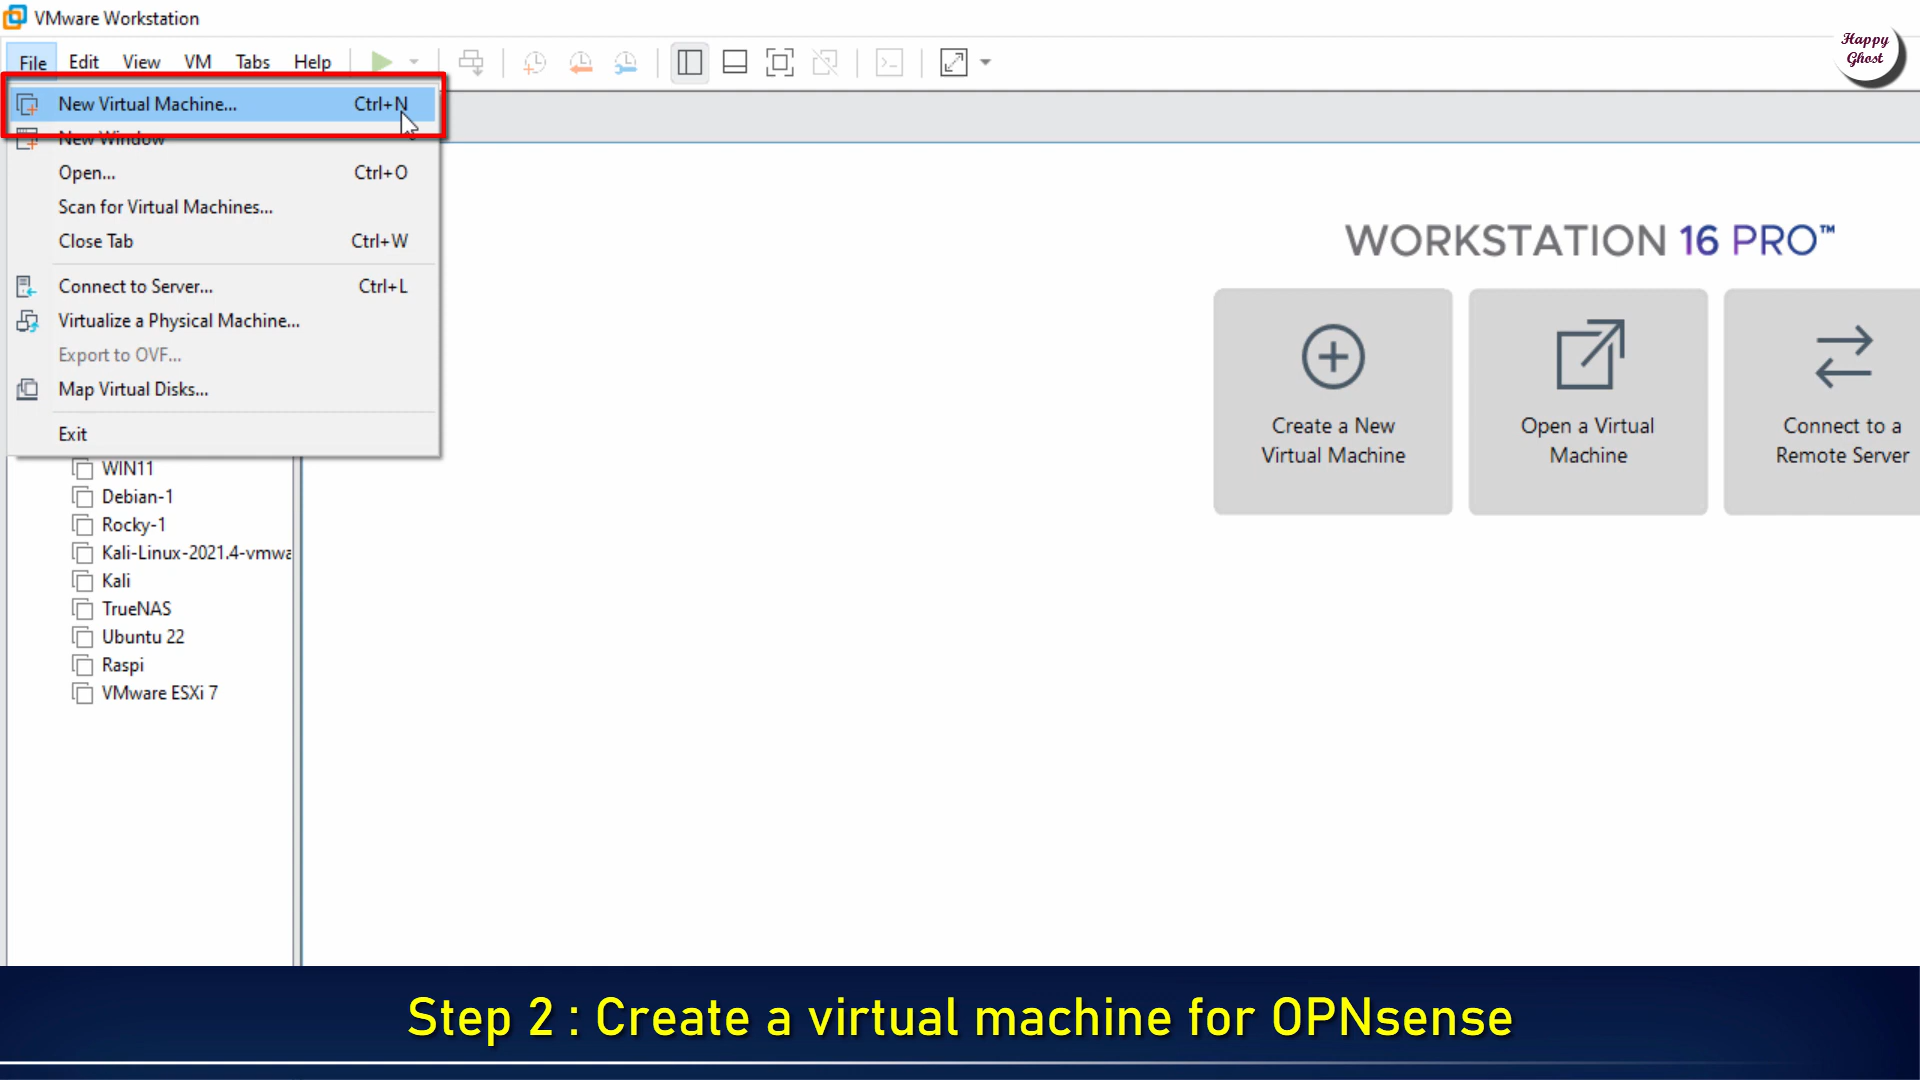 VMware Workstation
File Edit View VM Tabs Help
Happy
Ghost
New Virtual Machine... Ctrl+N
New Window
Open... Ctrl+O
Scan for Virtual Machines...
Close Tab Ctrl+W
Connect to Server... Ctrl+L
Virtualize a Physical Machine...
Export to OVF...
Map Virtual Disks...
Exit
WIN11
Debian-1
Rocky-1
Kali-Linux-2021.4-vmwa
Kali
TrueNAS
Ubuntu 22
Raspi
VMware ESXi 7
WORKSTATION 16 PRO™
Create a New
Virtual Machine
Open a Virtual
Machine
Connect to a
Remote Server
Step 2 : Create a virtual machine for OPNsense